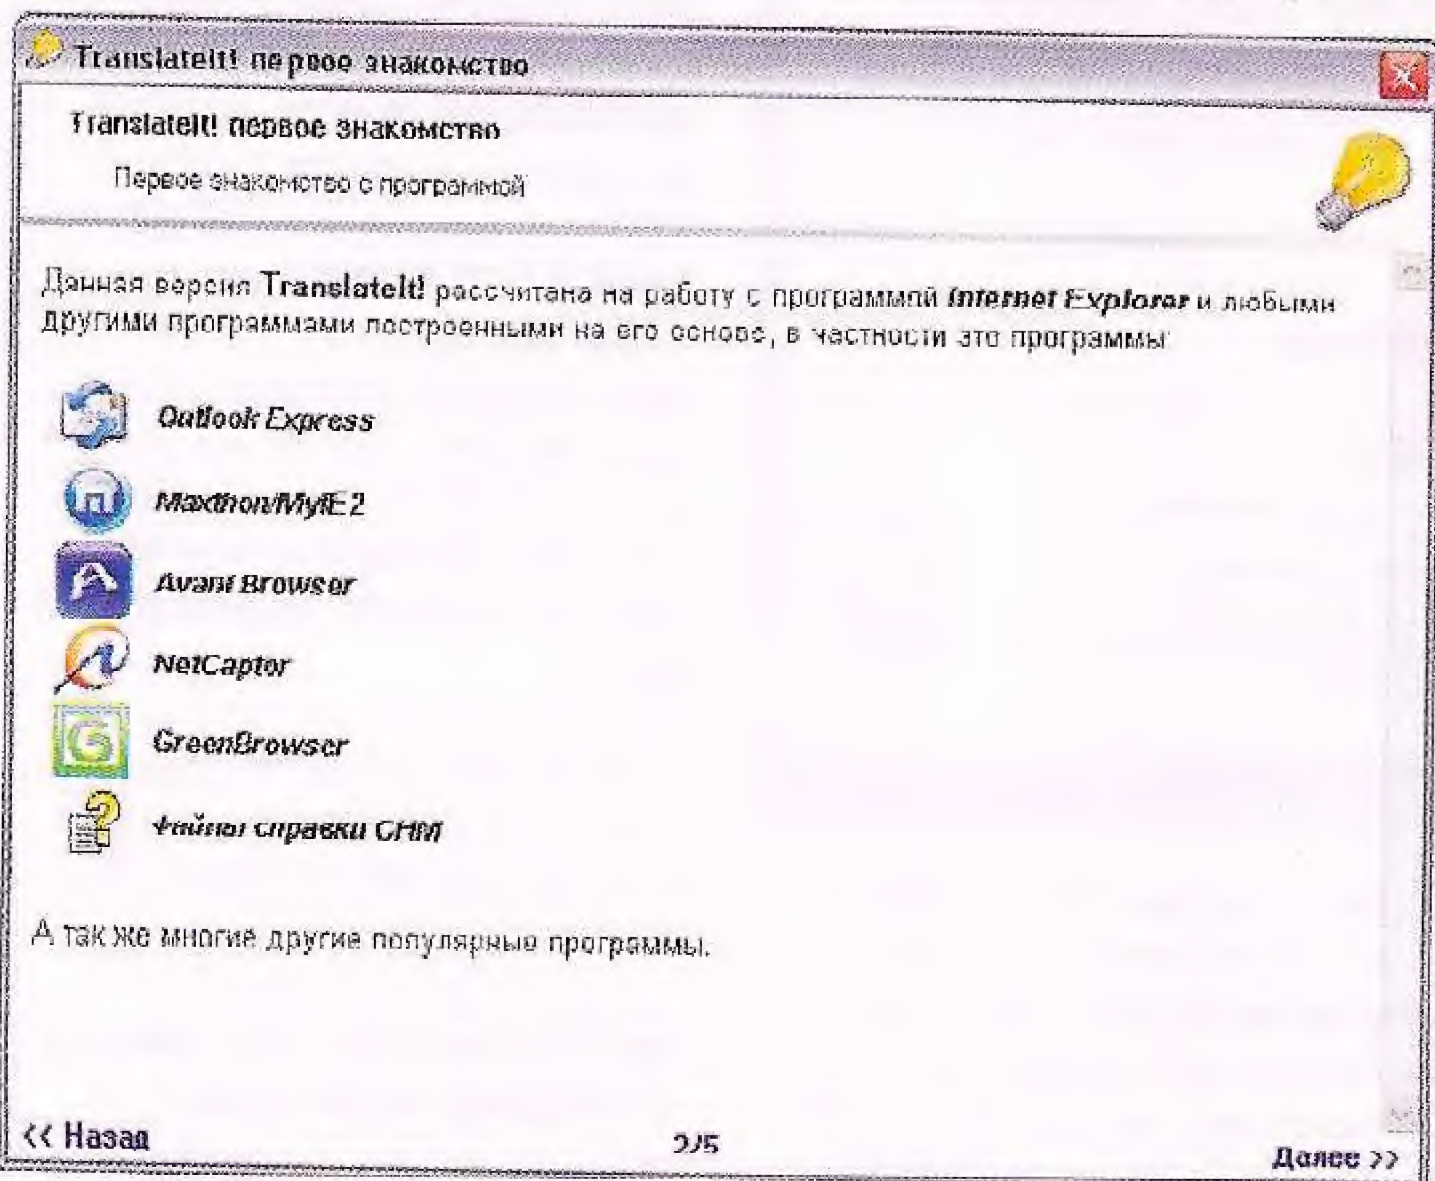 TranslateIt! первое знакомство
TranslateIt! первое знакомство
Первое знакомство с программой
Данная версия TranslateIt! рассчитана на работу с программой Internet Explorer и любыми
другими программами построенными на его основе, в частности это программы:
Outlook Express
Maxthon/MyIE2
Avant Browser
NetCaptor
GreenBrowser
Файлы справки CHM
А так же многие другие популярные программы.
<< Назад
2/5
Далее >>